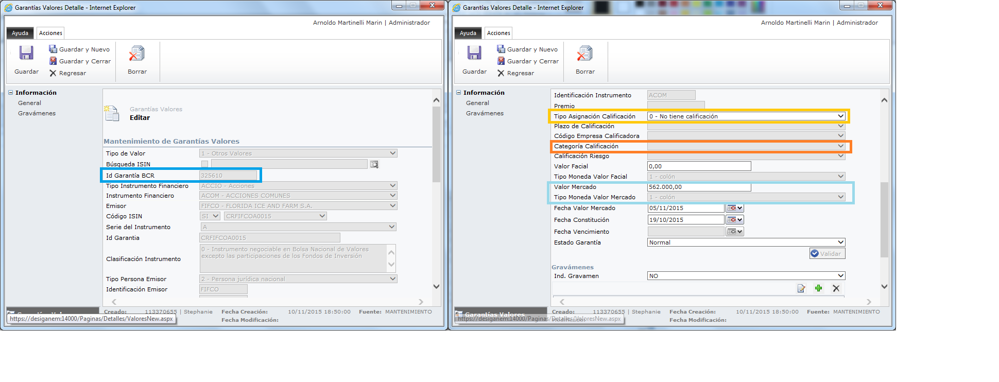 Garantías Valores Detalle - Internet Explorer
Arnoldo Martinelli Marin | Administrador
Ayuda
Acciones
Guardar
Guardar y Nuevo
Guardar y Cerrar
Regresar
Borrar
Información
General
Gravámenes
Garantías Valores
Editar
Mantenimiento de Garantías Valores
Tipo de Valor 1 - Otros Valores
Búsqueda ISIN
Id Garantía BCR 325610
Tipo Instrumento Financiero ACCIO - Acciones
Instrumento Financiero ACOM - ACCIONES COMUNES
Emisor FIFCO - FLORIDA ICE AND FARM S.A.
Código ISIN SI CRFIFCOA0015
Serie del Instrumento A
Id Garantia CRFIFCOA0015
Clasificación Instrumento 0 - Instrumento negociable en Bolsa Nacional de Valores
excepto las participaciones de los Fondos de Inversión
Tipo Persona Emisor 2 - Persona jurídica nacional
Identificación Emisor FIFCO
Creado: 113370655 | Stephanie Fecha Creación: 10/11/2015 18:50:00 Fuente: MANTENIMIENTO
Fecha Modificación:
https://desiganem:14000/Paginas/Detalles/ValoresNew.aspx
Garantías Valores Detalle - Internet Explorer
Arnoldo Martinelli Marin | Administrador
Ayuda
Acciones
Guardar
Guardar y Nuevo
Guardar y Cerrar
Regresar
Borrar
Información
General
Gravámenes
Identificación Instrumento ACOM
Premio
Tipo Asignación Calificación 0 - No tiene calificación
Plazo de Calificación
Código Empresa Calificadora
Categoría Calificación
Calificación Riesgo
Valor Facial 0,00
Tipo Moneda Valor Facial 1 - colón
Valor Mercado 562.000,00
Tipo Moneda Valor Mercado 1 - colón
Fecha Valor Mercado 05/11/2015
Fecha Constitución 19/10/2015
Fecha Vencimiento
Estado Garantía Normal
Validar
Gravámenes
Ind. Gravamen NO
Garantías Valores
Creado: 113370655 | Stephanie Fecha Creación: 10/11/2015 18:50:00 Fuente: MANTENIMIENTO
Fecha Modificación:
https://desiganem:14000/Paginas/Detalles/ValoresNew.aspx